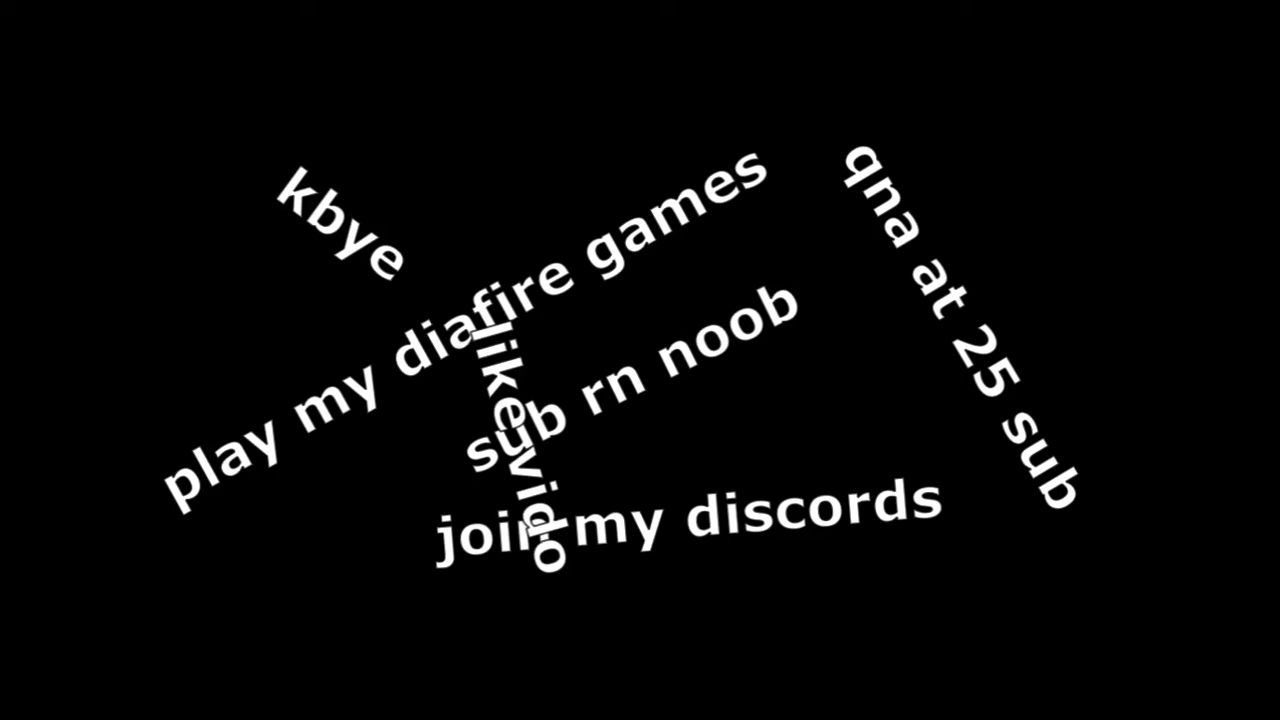 kbye
play my diafire games
qna at 25 sub
like vido
sub rn noob
join my discords